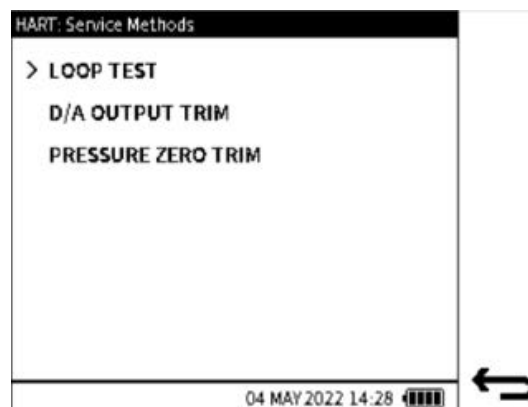 HART: Service Methods
> LOOP TEST
D/A OUTPUT TRIM
PRESSURE ZERO TRIM
04 MAY 2022 14:28